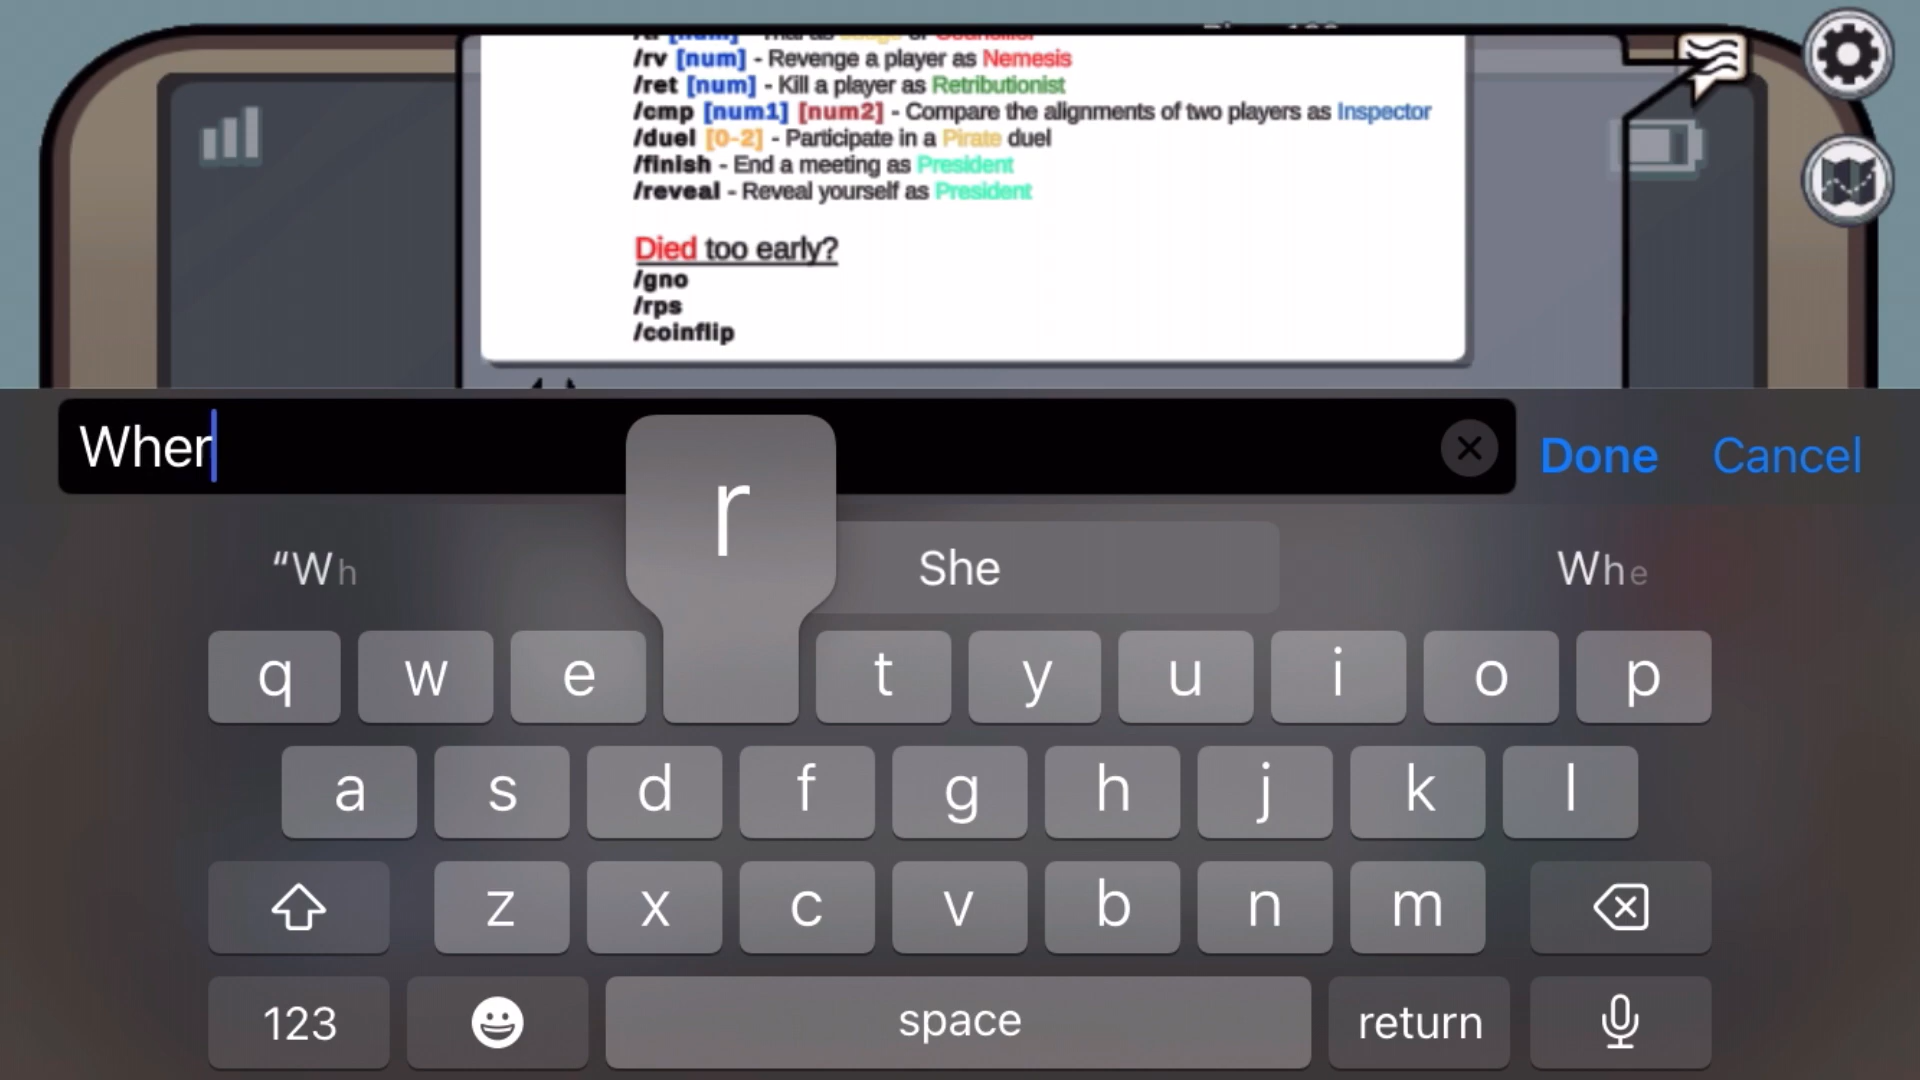 /rv [num] - Revenge a player as Nemesis
/ret [num] - Kill a player as Retributionist
/cmp [num1] [num2] - Compare the alignments of two players as Inspector
/duel [0-2] - Participate in a Pirate duel
/finish - End a meeting as President
/reveal - Reveal yourself as President
Died too early?
/gno
/rps
/coinflip
Wher
Done Cancel
r
“Wh She Whe
q w e t y u i o p
a s d f g h j k l
z x c v b n m
123 space return